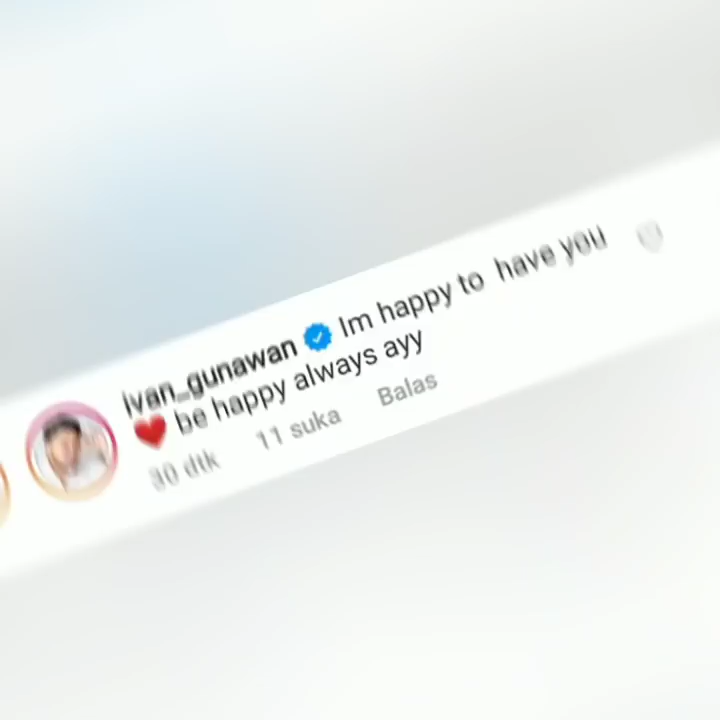 ivan_gunawan Im happy to have you
❤️ be happy always ayy
30 dtk 11 suka Balas